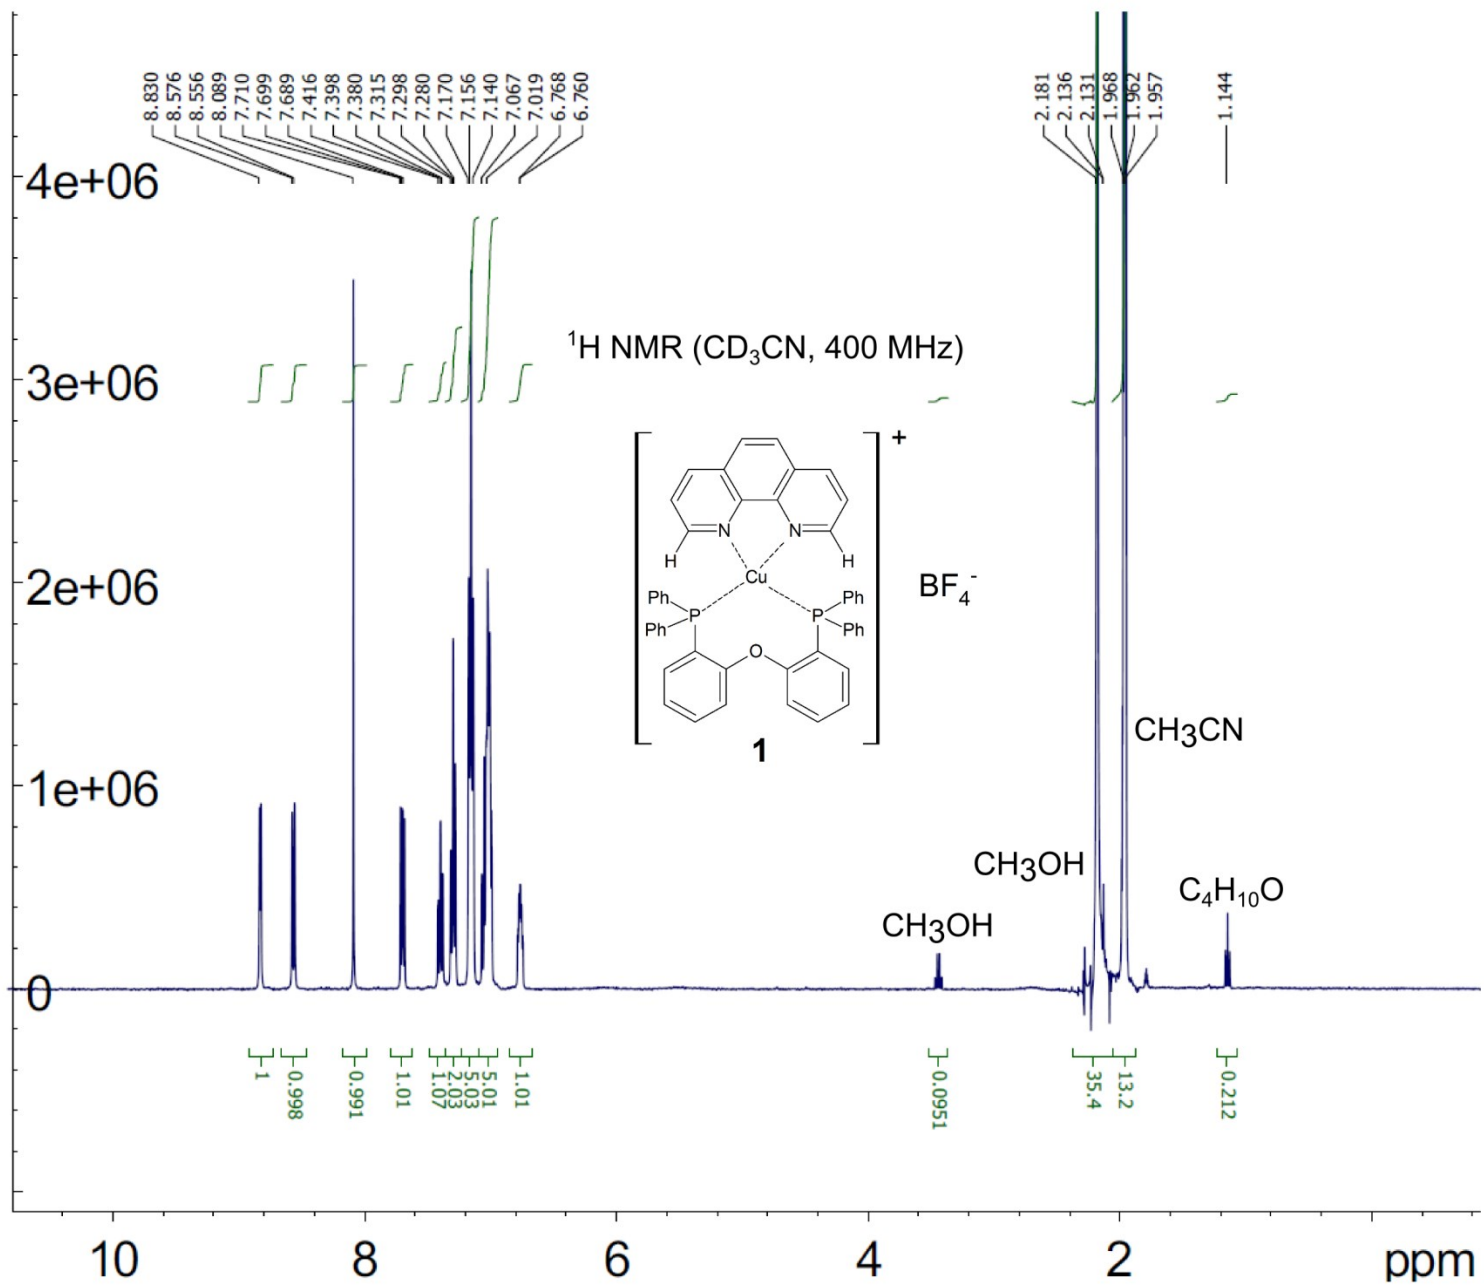 8.830
8.576
8.556
8.089
7.710
7.699
7.689
7.416
7.398
7.380
7.315
7.298
7.280
7.170
7.156
7.140
7.067
7.019
6.768
6.760
2.181
2.136
2.131
1.968
1.962
1.957
1.144
4e+06
3e+06
2e+06
1e+06
0
¹H NMR (CD₃CN, 400 MHz)
+
N N
H H
Cu
BF₄⁻
Ph Ph
P P
Ph Ph
O
1
CH3CN
CH3OH
C₄H₁₀O
CH3OH
1
0.998
0.991
1.01
1.07
2.03
5.03
5.01
1.01
0.0951
35.4
13.2
0.212
10 8 6 4 2 ppm